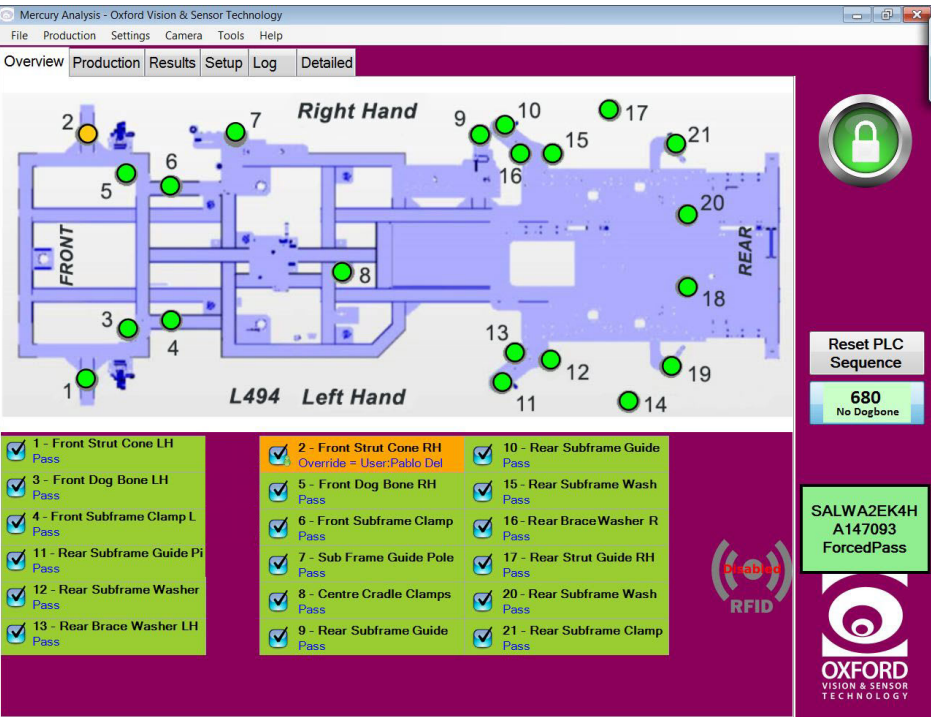 Mercury Analysis - Oxford Vision & Sensor Technology
File Production Settings Camera Tools Help
Overview Production Results Setup Log Detailed
Right Hand
2
7
9
10
17
15
21
5
6
16
20
FRONT
REAR
8
18
3
4
13
12
19
1
L494 Left Hand
11
14
Reset PLC
Sequence
680
No Dogbone
1 - Front Strut Cone LH
Pass
3 - Front Dog Bone LH
Pass
4 - Front Subframe Clamp L
Pass
11 - Rear Subframe Guide Pi
Pass
12 - Rear Subframe Washer
Pass
13 - Rear Brace Washer LH
Pass
2 - Front Strut Cone RH
Override = User:Pablo Del
5 - Front Dog Bone RH
Pass
6 - Front Subframe Clamp
Pass
7 - Sub Frame Guide Pole
Pass
8 - Centre Cradle Clamps
Pass
9 - Rear Subframe Guide
Pass
10 - Rear Subframe Guide
Pass
15 - Rear Subframe Wash
Pass
16 - Rear Brace Washer R
Pass
17 - Rear Strut Guide RH
Pass
20 - Rear Subframe Wash
Pass
21 - Rear Subframe Clamp
Pass
Disabled
RFID
SALWA2EK4H
A147093
ForcedPass
OXFORD
VISION & SENSOR
TECHNOLOGY